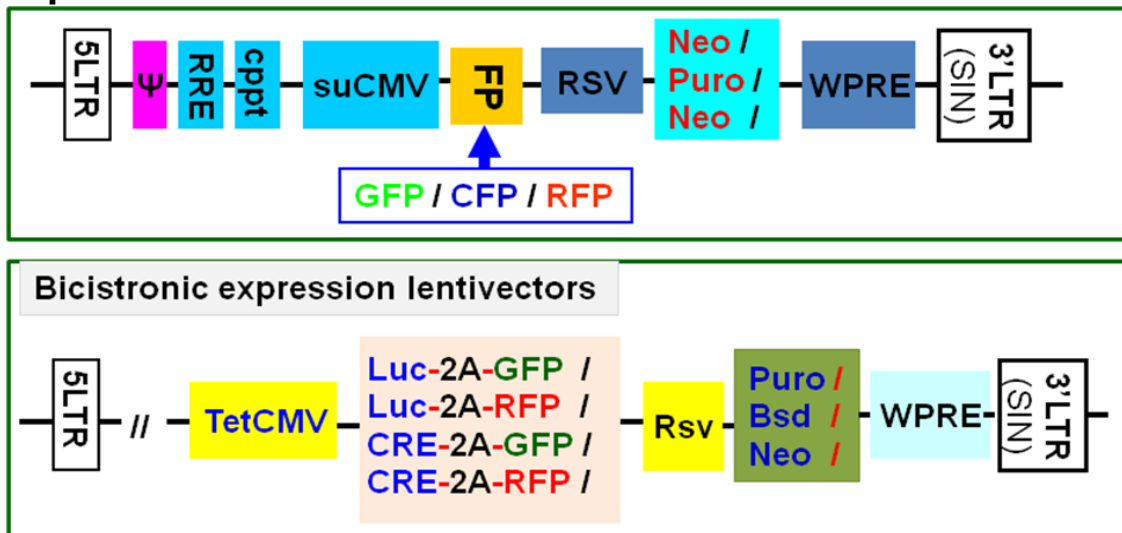 5LTR
Ψ
RRE
cppt
suCMV
FP
RSV
Neo /
Puro /
Neo /
WPRE
3'LTR
(SIN)
GFP / CFP / RFP
Bicistronic expression lentivectors
5LTR
//
TetCMV
Luc-2A-GFP /
Luc-2A-RFP /
CRE-2A-GFP /
CRE-2A-RFP /
Rsv
Puro /
Bsd /
Neo /
WPRE
3'LTR
(SIN)